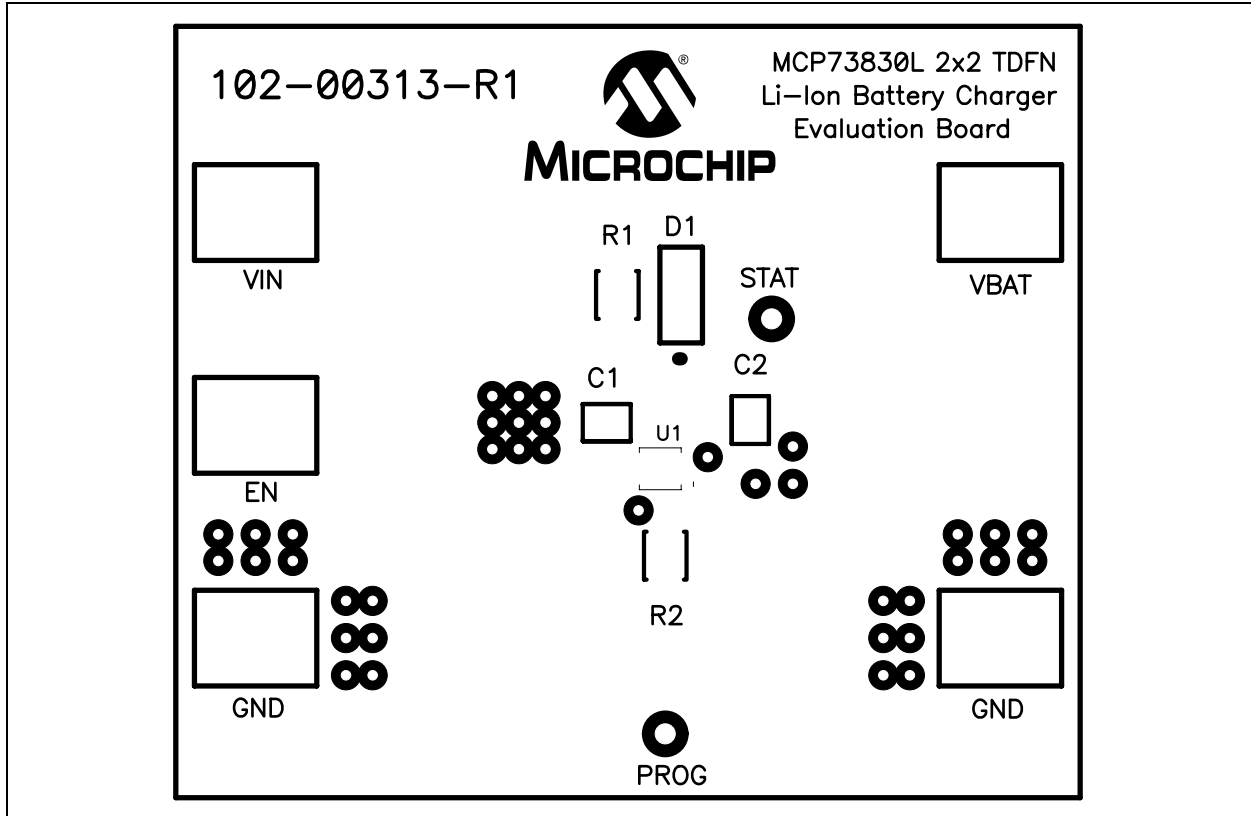 102-00313-R1
®
MICROCHIP
MCP73830L 2x2 TDFN
Li-Ion Battery Charger
Evaluation Board
VIN
R1
D1
STAT
VBAT
C1
C2
U1
EN
R2
GND
GND
PROG